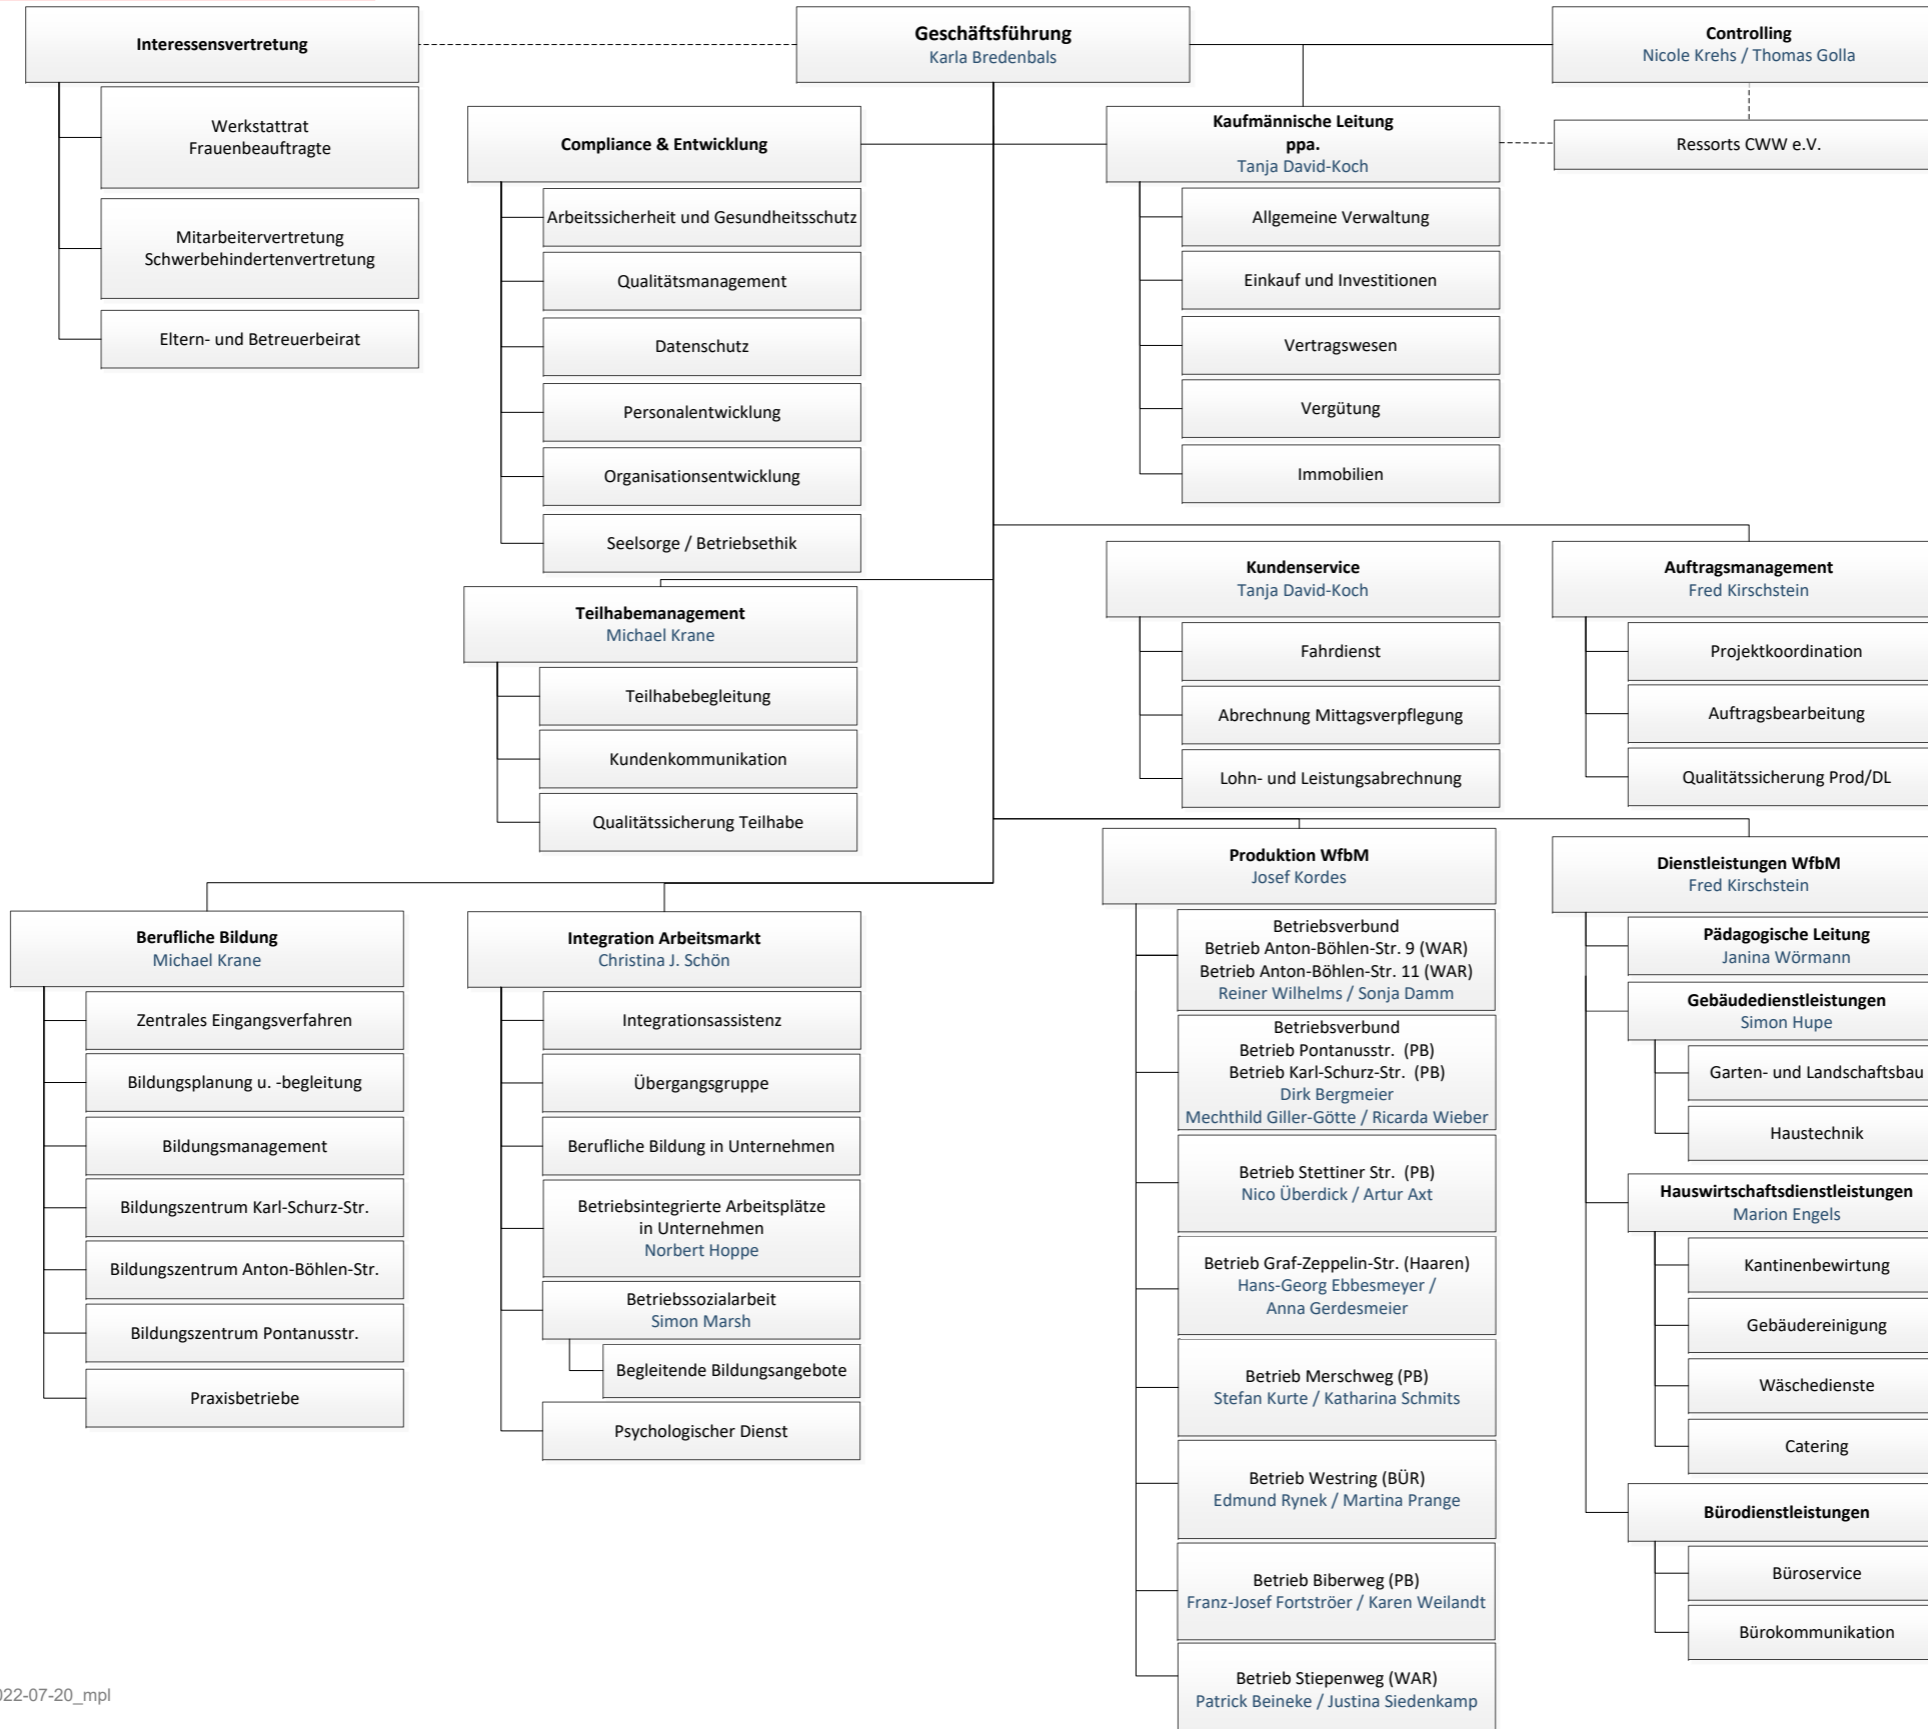 Interessensvertretung
Werkstattrat
Frauenbeauftragte
Mitarbeitervertretung
Schwerbehindertenvertretung
Eltern- und Betreuerbeirat
Geschäftsführung
Karla Bredenbals
Controlling
Nicole Krehs / Thomas Golla
Ressorts CWW e.V.
Compliance & Entwicklung
Arbeitssicherheit und Gesundheitsschutz
Qualitätsmanagement
Datenschutz
Personalentwicklung
Organisationsentwicklung
Seelsorge / Betriebsethik
Kaufmännische Leitung
ppa.
Tanja David-Koch
Allgemeine Verwaltung
Einkauf und Investitionen
Vertragswesen
Vergütung
Immobilien
Teilhabemanagement
Michael Krane
Teilhabebegleitung
Kundenkommunikation
Qualitätssicherung Teilhabe
Kundenservice
Tanja David-Koch
Fahrdienst
Abrechnung Mittagsverpflegung
Lohn- und Leistungsabrechnung
Auftragsmanagement
Fred Kirschstein
Projektkoordination
Auftragsbearbeitung
Qualitätssicherung Prod/DL
Berufliche Bildung
Michael Krane
Zentrales Eingangsverfahren
Bildungsplanung u. -begleitung
Bildungsmanagement
Bildungszentrum Karl-Schurz-Str.
Bildungszentrum Anton-Böhlen-Str.
Bildungszentrum Pontanusstr.
Praxisbetriebe
Integration Arbeitsmarkt
Christina J. Schön
Integrationsassistenz
Übergangsgruppe
Berufliche Bildung in Unternehmen
Betriebsintegrierte Arbeitsplätze
in Unternehmen
Norbert Hoppe
Betriebssozialarbeit
Simon Marsh
Begleitende Bildungsangebote
Psychologischer Dienst
Produktion WfbM
Josef Kordes
Betriebsverbund
Betrieb Anton-Böhlen-Str. 9 (WAR)
Betrieb Anton-Böhlen-Str. 11 (WAR)
Reiner Wilhelms / Sonja Damm
Betriebsverbund
Betrieb Pontanusstr. (PB)
Betrieb Karl-Schurz-Str. (PB)
Dirk Bergmeier
Mechthild Giller-Götte / Ricarda Wieber
Betrieb Stettiner Str. (PB)
Nico Überdick / Artur Axt
Betrieb Graf-Zeppelin-Str. (Haaren)
Hans-Georg Ebbesmeyer /
Anna Gerdesmeier
Betrieb Merschweg (PB)
Stefan Kurte / Katharina Schmits
Betrieb Westring (BÜR)
Edmund Rynek / Martina Prange
Betrieb Biberweg (PB)
Franz-Josef Fortströer / Karen Weilandt
Betrieb Stiepenweg (WAR)
Patrick Beineke / Justina Siedenkamp
Dienstleistungen WfbM
Fred Kirschstein
Pädagogische Leitung
Janina Wörmann
Gebäudedienstleistungen
Simon Hupe
Garten- und Landschaftsbau
Haustechnik
Hauswirtschaftsdienstleistungen
Marion Engels
Kantinenbewirtung
Gebäudereinigung
Wäschedienste
Catering
Bürodienstleistungen
Büroservice
Bürokommunikation
022-07-20_mpl